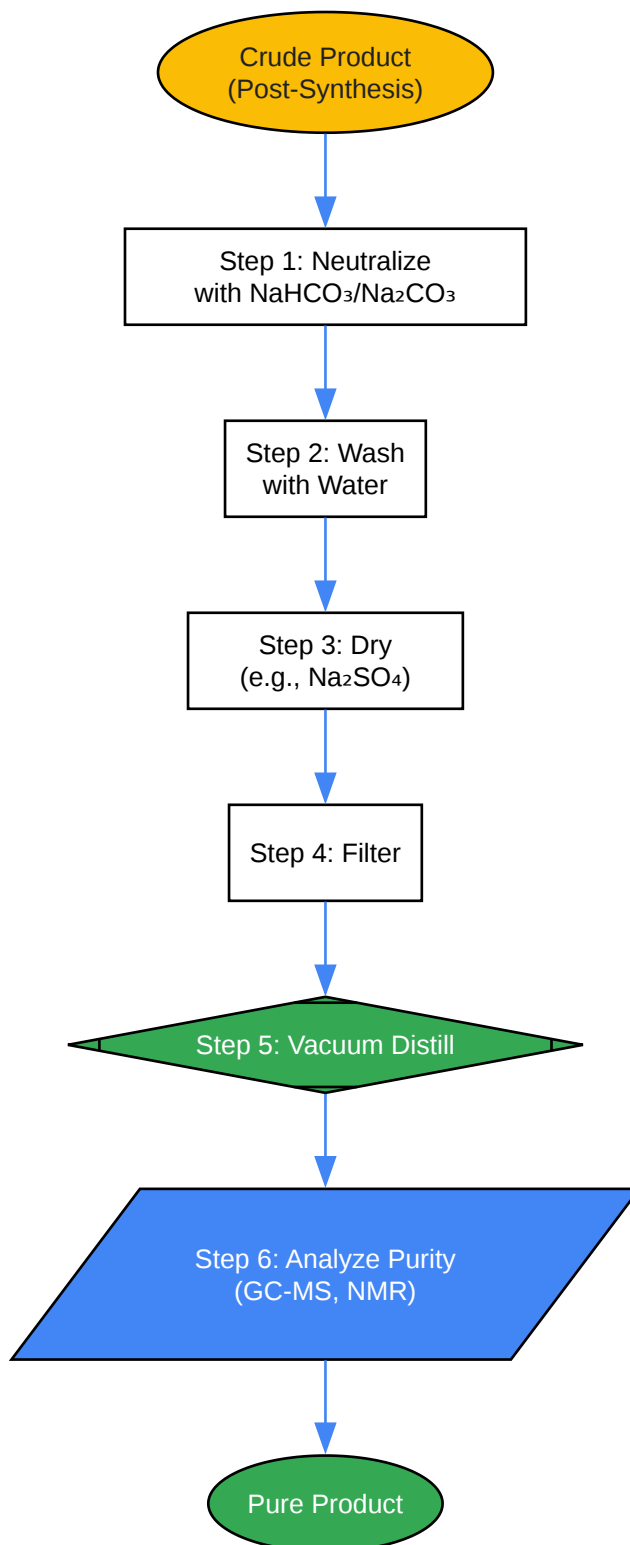 Crude Product
(Post-Synthesis)
Step 1: Neutralize
with NaHCO₃/Na₂CO₃
Step 2: Wash
with Water
Step 3: Dry
(e.g., Na₂SO₄)
Step 4: Filter
Step 5: Vacuum Distill
Step 6: Analyze Purity
(GC-MS, NMR)
Pure Product